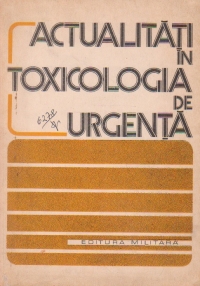 ACTUALITĂȚI
ÎN
TOXICOLOGIA
DE
URGENȚĂ
EDITURA MILITARĂ